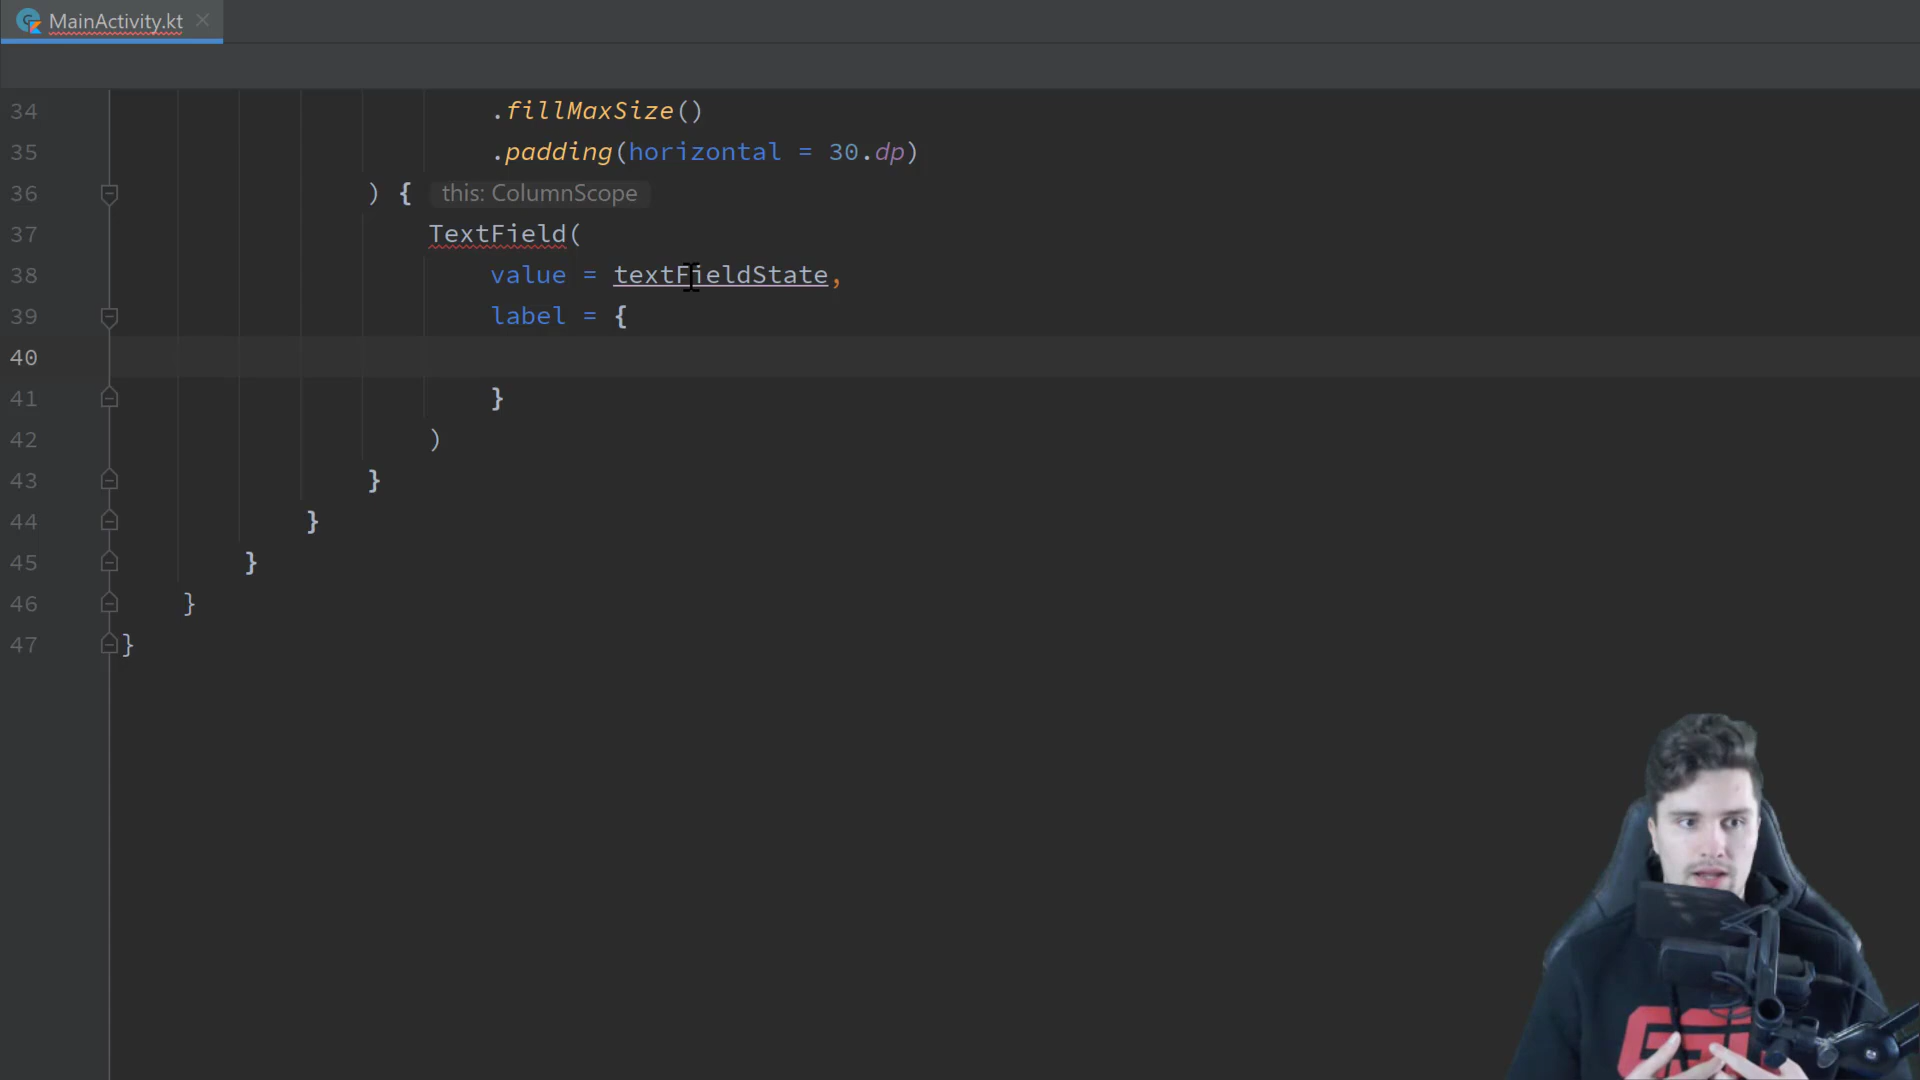 MainActivity.kt
34 .fillMaxSize()
35 .padding(horizontal = 30.dp)
36 ) { this: ColumnScope
37 TextField(
38 value = textFieldState,
39 label = {
40
41 }
42 )
43 }
44 }
45 }
46 }
47 }